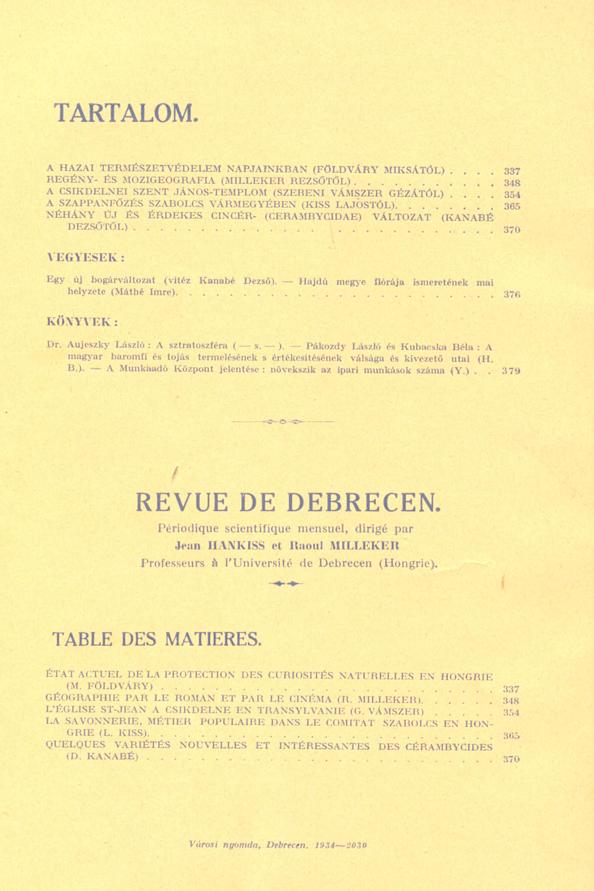 TARTALOM.
A HAZAI TERMÉSZETVÉDELEM NAPJAINKBAN (FÖLDVÁRY MIKSÁTÓL) . . . . 337
REGÉNY- ÉS MOZIGEOGRAFIA (MILLEKER REZSŐTŐL) . . . . . . . . . . 348
A CSIKDELNEI SZENT JÁNOS-TEMPLOM (SZEBENI VÁMSZER GÉZÁTÓL) . . . . 354
A SZAPPANFŐZÉS SZABOLCS VÁRMEGYÉBEN (KISS LAJOSTÓL). . . . . . . . 365
NÉHÁNY ÚJ ÉS ÉRDEKES CINCÉR- (CERAMBYCIDAE) VÁLTOZAT (KANABÉ
DEZSŐTŐL) . . . . . . . . . . . . . . . . . . . . . . . . . . . . 370
VEGYESEK :
Egy új bogárváltozat (vitéz Kanabé Dezső). — Hajdú megye flórája ismeretének mai
helyzete (Máthé Imre). . . . . . . . . . . . . . . . . . . . . . . . 376
KÖNYVEK :
Dr. Aujeszky László : A sztratoszféra ( — s. — ). — Pákozdy László és Kubacska Béla : A
magyar baromfi és tojás termelésének s értékesítésének válsága és kivezető utai (H.
B.). — A Munkaadó Központ jelentése : növekszik az ipari munkások száma (Y.) . . 379
REVUE DE DEBRECEN.
Périodique scientifique mensuel, dirigé par
Jean HANKISS et Raoul MILLEKER
Professeurs à l'Université de Debrecen (Hongrie).
TABLE DES MATIERES.
ÉTAT ACTUEL DE LA PROTECTION DES CURIOSITÉS NATURELLES EN HONGRIE
(M. FÖLDVÁRY) . . . . . . . . . . . . . . . . . . . . . . . . . . 337
GÉOGRAPHIE PAR LE ROMAN ET PAR LE CINÉMA (R. MILLEKER). . . . . . 348
L'ÉGLISE ST-JEAN A CSIKDELNE EN TRANSYLVANIE (G. VÁMSZER) . . . . . 354
LA SAVONNERIE, MÉTIER POPULAIRE DANS LE COMITAT SZABOLCS EN HON-
GRIE (L. KISS). . . . . . . . . . . . . . . . . . . . . . . . . . . 365
QUELQUES VARIÉTÉS NOUVELLES ET INTÉRESSANTES DES CÉRAMBYCIDES
(D. KANABÉ) . . . . . . . . . . . . . . . . . . . . . . . . . . . 370
Városi nyomda, Debrecen. 1934—2030